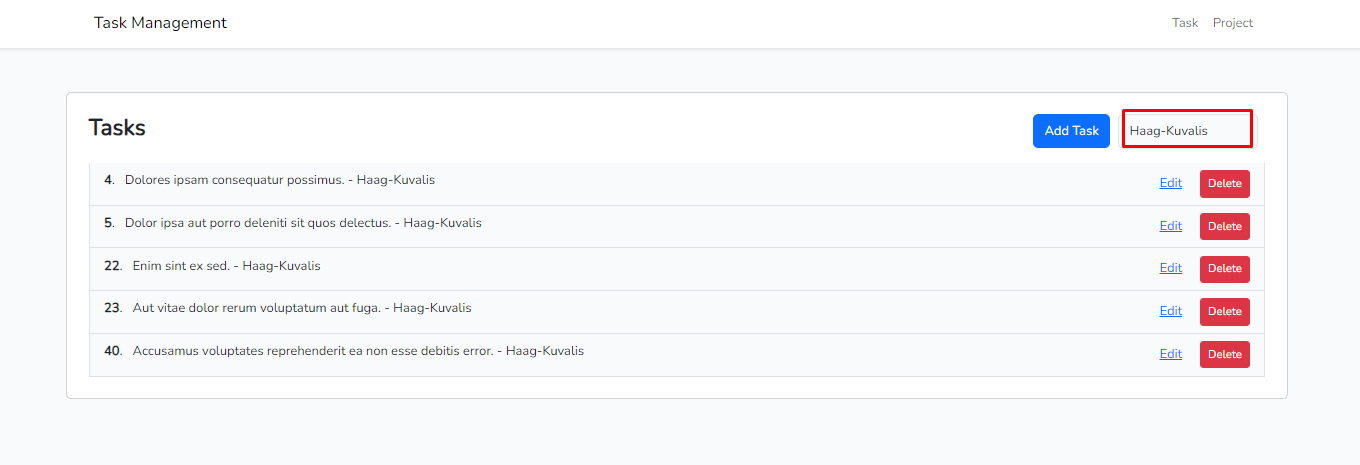 Task Management Task Project
Tasks Add Task Haag-Kuvalis
4. Dolores ipsam consequatur possimus. - Haag-Kuvalis Edit Delete
5. Dolor ipsa aut porro deleniti sit quos delectus. - Haag-Kuvalis Edit Delete
22. Enim sint ex sed. - Haag-Kuvalis Edit Delete
23. Aut vitae dolor rerum voluptatum aut fuga. - Haag-Kuvalis Edit Delete
40. Accusamus voluptates reprehenderit ea non esse debitis error. - Haag-Kuvalis Edit Delete